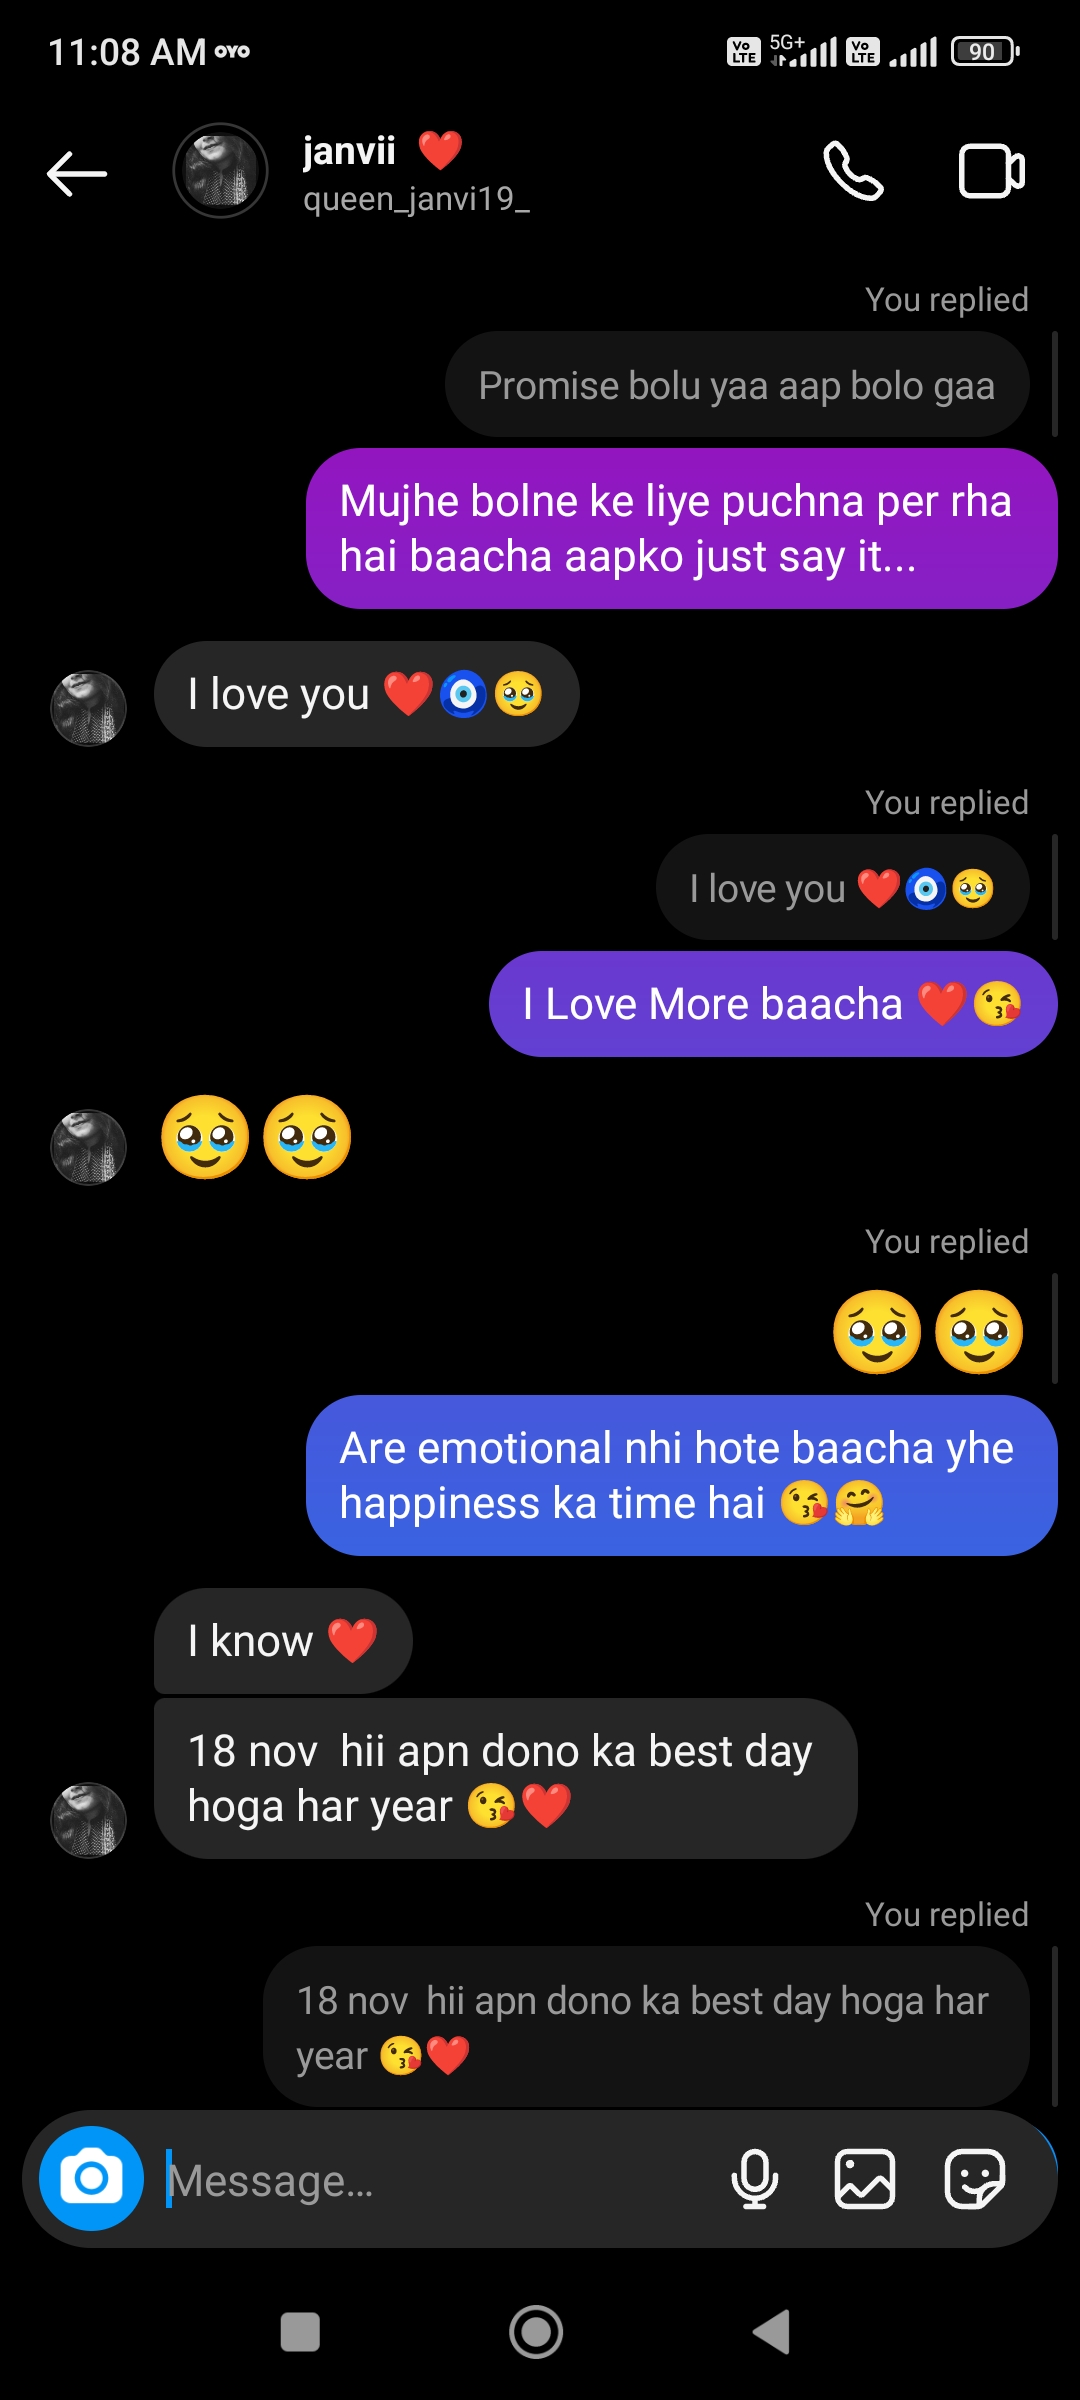 11:08 AM OYO
Vo LTE 5G+ Vo LTE 90
janvii ❤️
queen_janvi19_
You replied
Promise bolu yaa aap bolo gaa
Mujhe bolne ke liye puchna per rha
hai baacha aapko just say it...
I love you ❤️🧿🥹
You replied
I love you ❤️🧿🥹
I Love More baacha ❤️😘
🥹🥹
You replied
🥹🥹
Are emotional nhi hote baacha yhe
happiness ka time hai 😘🤗
I know ❤️
18 nov  hii apn dono ka best day
hoga har year 😘❤️
You replied
18 nov  hii apn dono ka best day hoga har
year 😘❤️
Message...